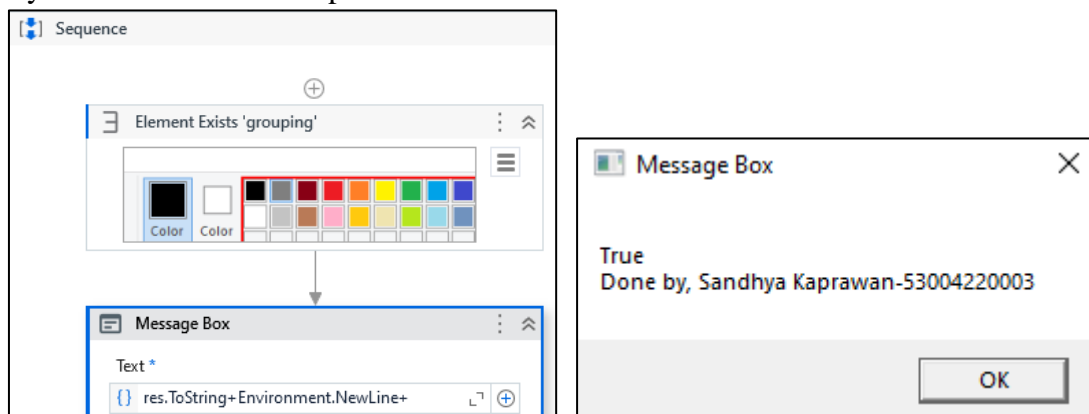 Sequence
Element Exists 'grouping'
Color Color
Message Box
Text *
{} res.ToString+Environment.NewLine+
Message Box
True
Done by, Sandhya Kaprawan-53004220003
OK